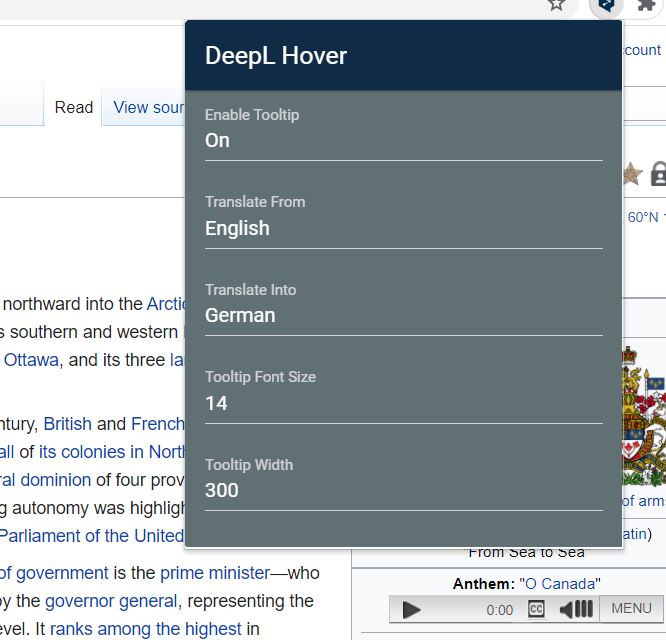 DeepL Hover
Enable Tooltip
On
Translate From
English
Translate Into
German
Tooltip Font Size
14
Tooltip Width
300
Read
View sour
count
60°N
northward into the Arctic
s southern and western
Ottawa, and its three la
ntury, British and French
all of its colonies in North
ral dominion of four prov
g autonomy was highligh
Parliament of the United
of government is the prime minister—who
by the governor general, representing the
evel. It ranks among the highest in
of arms
atin)
"From Sea to Sea"
Anthem: "O Canada"
0:00
CC
MENU